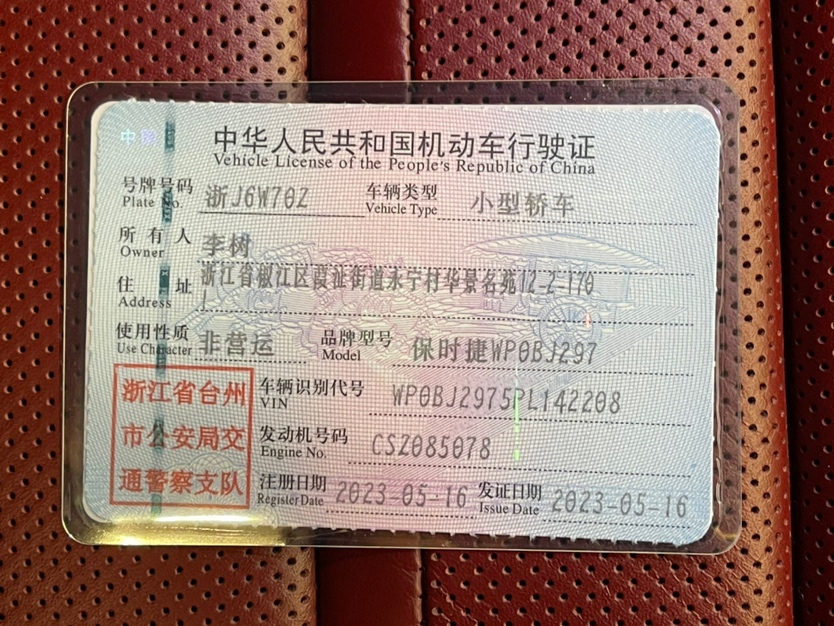 中华人民共和国机动车行驶证
Vehicle License of the People's Republic of China
号牌号码 浙J6W70Z 车辆类型 小型轿车
Plate No. Vehicle Type
所有人 李树
Owner
住址 浙江省椒江区葭沚街道永宁村华景名苑12-2-170
Address 1
使用性质 非营运 品牌型号 保时捷WP0BJ297
Use Character Model
浙江省台州 车辆识别代号 WP0BJ2975PL142208
VIN
市公安局交 发动机号码 CSZ085078
Engine No.
通警察支队 注册日期 2023-05-16 发证日期 2023-05-16
Register Date Issue Date